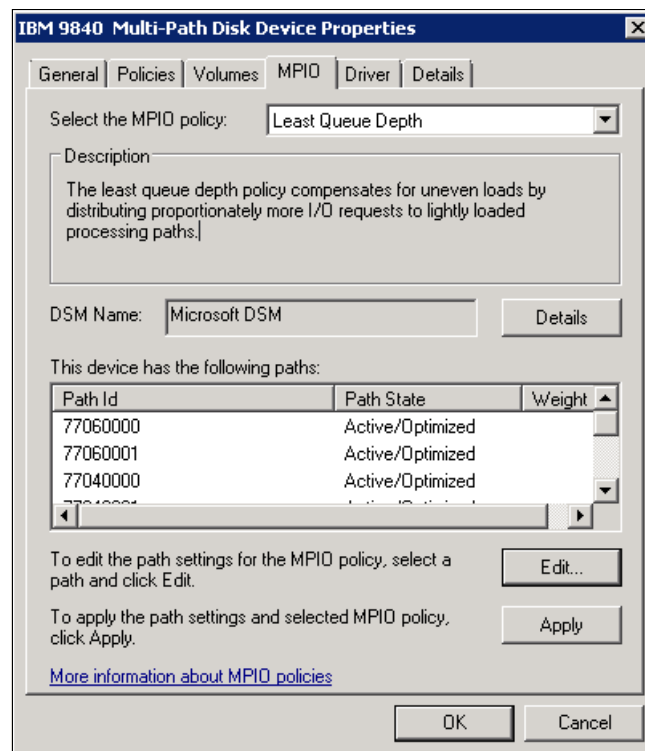 IBM 9840 Multi-Path Disk Device Properties
General Policies Volumes MPIO Driver Details
Select the MPIO policy: Least Queue Depth
Description
The least queue depth policy compensates for uneven loads by
distributing proportionately more I/O requests to lightly loaded
processing paths.
DSM Name: Microsoft DSM Details
This device has the following paths:
Path Id Path State Weight
77060000 Active/Optimized
77060001 Active/Optimized
77040000 Active/Optimized
To edit the path settings for the MPIO policy, select a
path and click Edit.
Edit...
To apply the path settings and selected MPIO policy,
click Apply.
Apply
More information about MPIO policies
OK Cancel